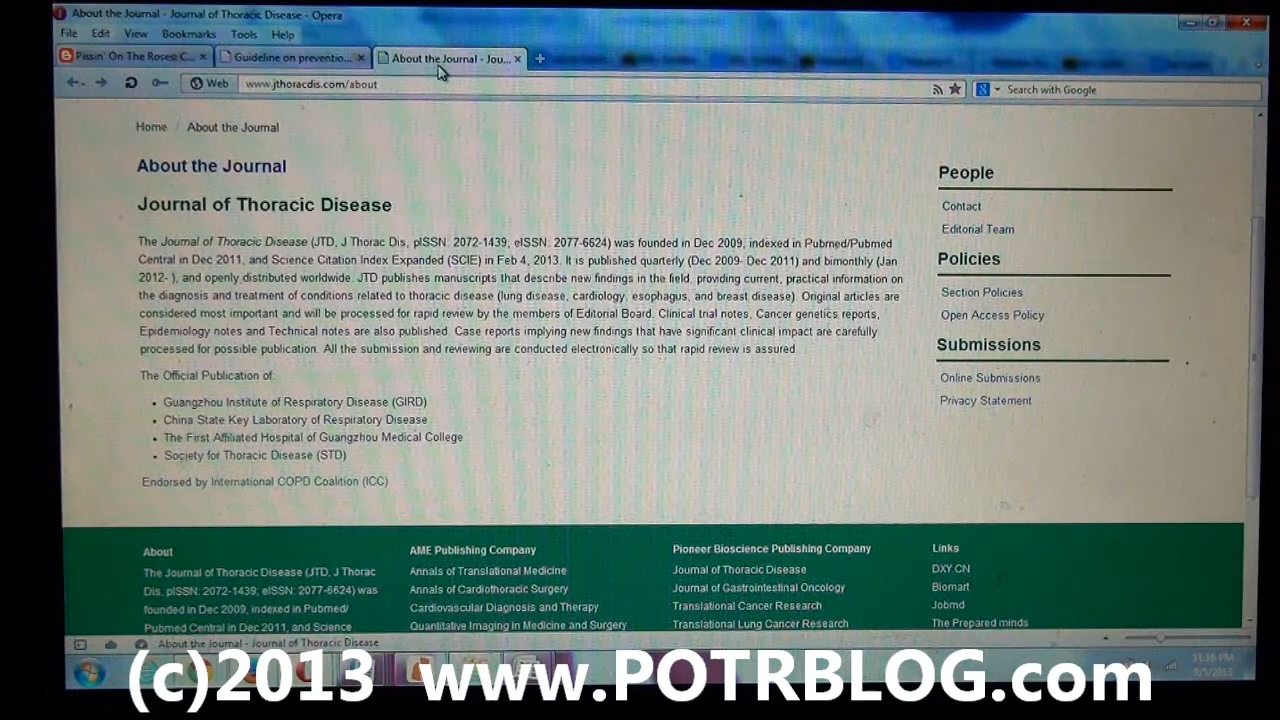 About the Journal - Journal of Thoracic Disease - Opera
File Edit View Bookmarks Tools Help
Pissin' On The Roses: C... Guideline on preventio... About the Journal - Jou...
Web www.jthoracdis.com/about Search with Google
Home / About the Journal
About the Journal
Journal of Thoracic Disease
The Journal of Thoracic Disease (JTD, J Thorac Dis, pISSN: 2072-1439; eISSN: 2077-6624) was founded in Dec 2009, indexed in Pubmed/Pubmed
Central in Dec 2011, and Science Citation Index Expanded (SCIE) in Feb 4, 2013. It is published quarterly (Dec 2009- Dec 2011) and bimonthly (Jan
2012- ), and openly distributed worldwide. JTD publishes manuscripts that describe new findings in the field, providing current, practical information on
the diagnosis and treatment of conditions related to thoracic disease (lung disease, cardiology, esophagus, and breast disease). Original articles are
considered most important and will be processed for rapid review by the members of Editorial Board. Clinical trial notes, Cancer genetics reports,
Epidemiology notes and Technical notes are also published. Case reports implying new findings that have significant clinical impact are carefully
processed for possible publication. All the submission and reviewing are conducted electronically so that rapid review is assured.
The Official Publication of:
• Guangzhou Institute of Respiratory Disease (GIRD)
• China State Key Laboratory of Respiratory Disease
• The First Affiliated Hospital of Guangzhou Medical College
• Society for Thoracic Disease (STD)
Endorsed by International COPD Coalition (ICC)
People
Contact
Editorial Team
Policies
Section Policies
Open Access Policy
Submissions
Online Submissions
Privacy Statement
About
The Journal of Thoracic Disease (JTD, J Thorac
Dis, pISSN: 2072-1439; eISSN: 2077-6624) was
founded in Dec 2009, indexed in Pubmed/
Pubmed Central in Dec 2011, and Science
AME Publishing Company
Annals of Translational Medicine
Annals of Cardiothoracic Surgery
Cardiovascular Diagnosis and Therapy
Quantitative Imaging in Medicine and Surgery
Pioneer Bioscience Publishing Company
Journal of Thoracic Disease
Journal of Gastrointestinal Oncology
Translational Cancer Research
Translational Lung Cancer Research
Links
DXY.CN
Biomart
Jobmd
The Prepared minds
About the Journal - Journal of Thoracic Disease
11:16 PM
(c)2013 www.POTRBLOG.com